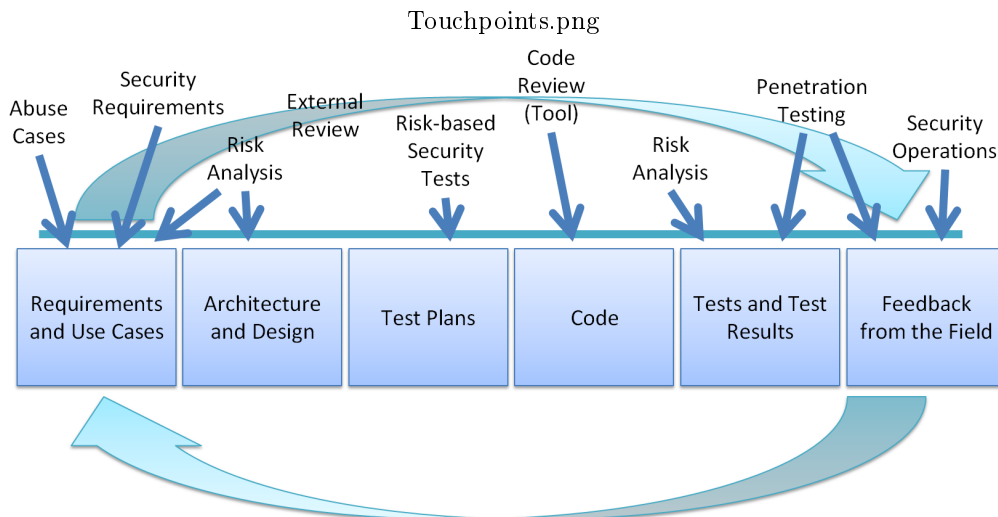 Touchpoints.png
Abuse
Cases
Security
Requirements
Risk
Analysis
External
Review
Risk-based
Security
Tests
Code
Review
(Tool)
Risk
Analysis
Penetration
Testing
Security
Operations
Requirements
and Use Cases
Architecture
and Design
Test Plans
Code
Tests and Test
Results
Feedback
from the Field